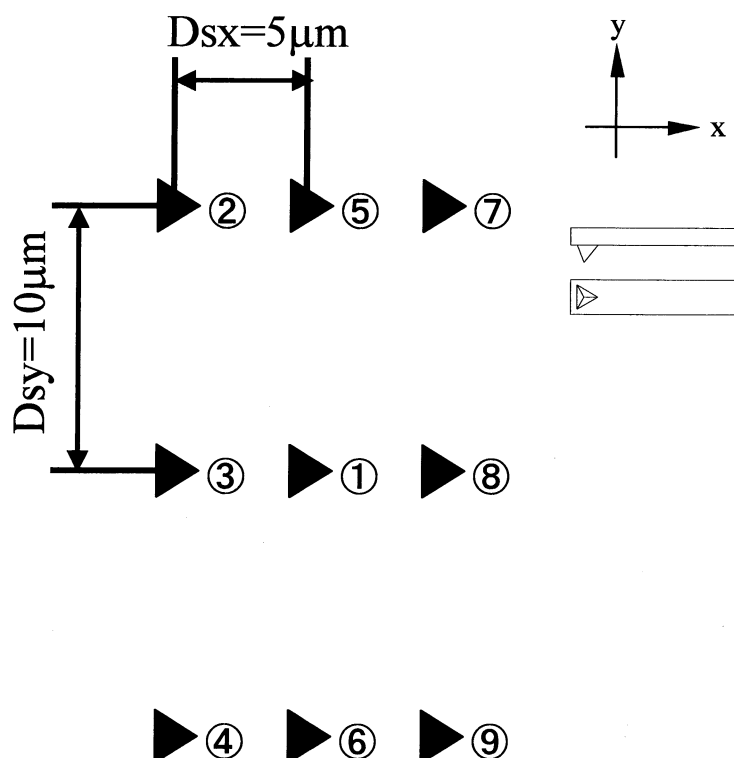 Dsx=5μm
y
x
② ⑤ ⑦
Dsy=10μm
③ ① ⑧
④ ⑥ ⑨